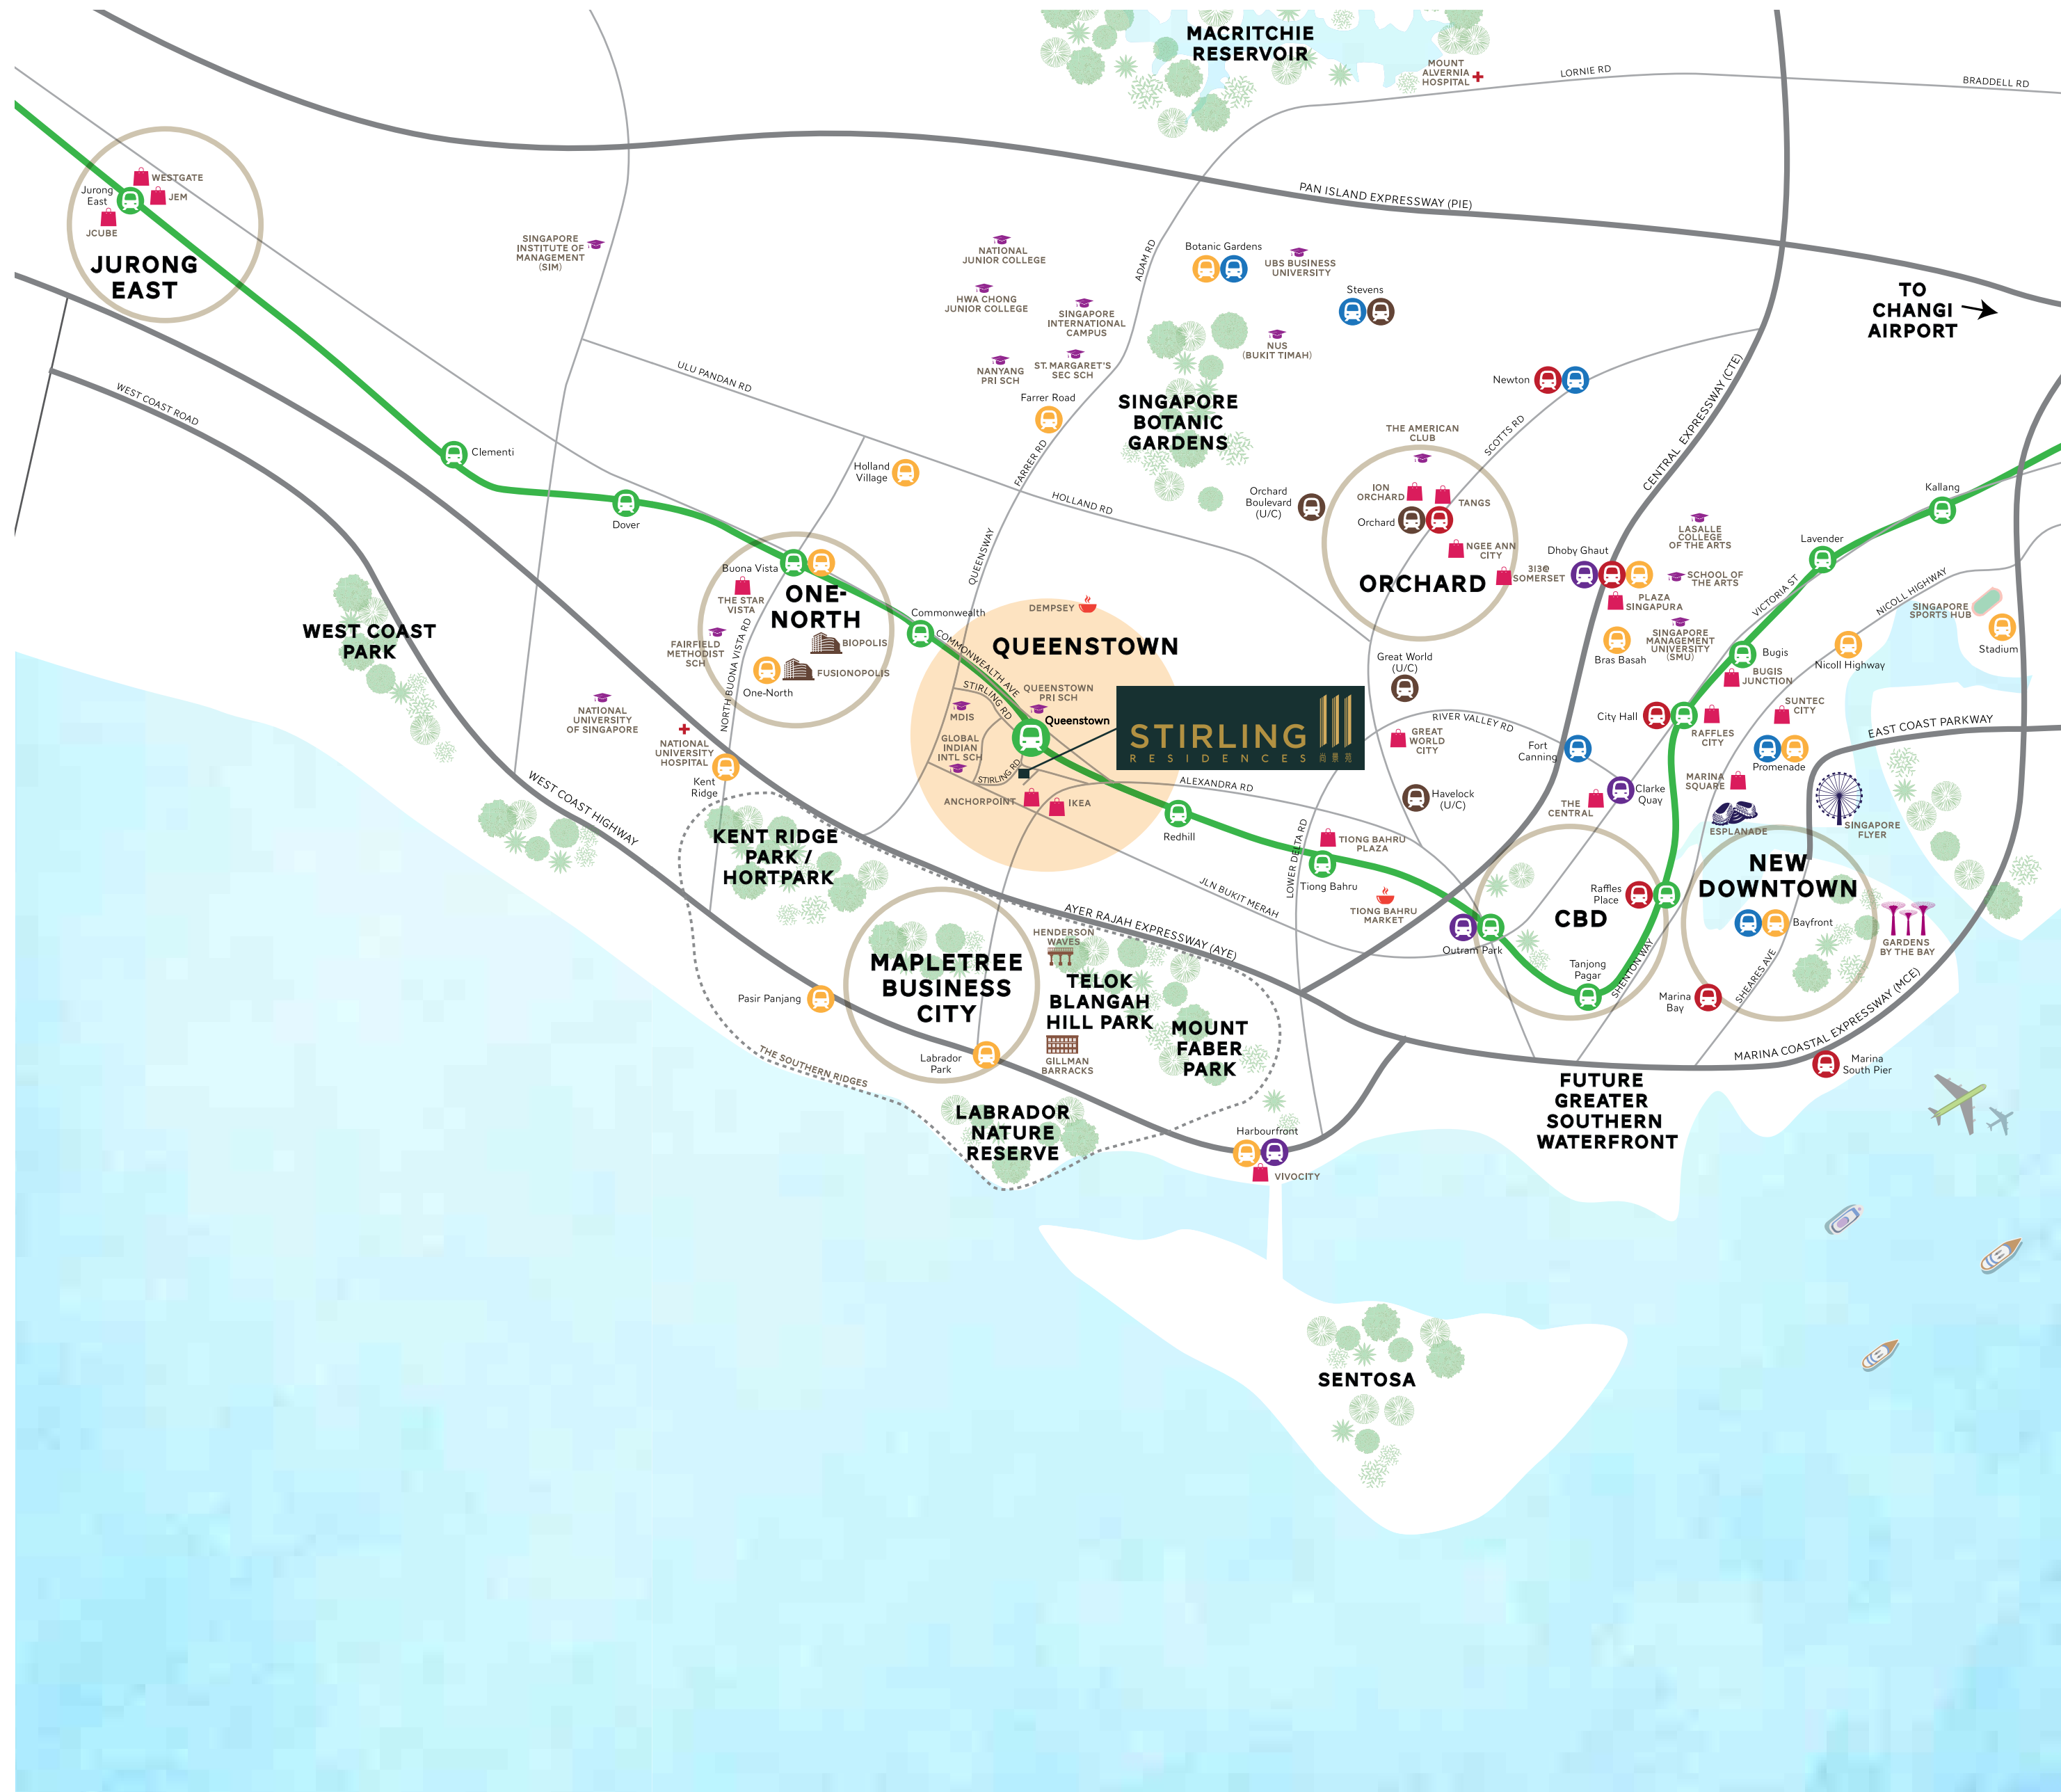 MACRITCHIE
RESERVOIR
MOUNT
ALVERNIA
HOSPITAL
LORNIE RD
BRADDELL RD
PAN ISLAND EXPRESSWAY (PIE)
WESTGATE
JEM
Jurong
East
JCUBE
JURONG
EAST
SINGAPORE
INSTITUTE OF
MANAGEMENT
(SIM)
NATIONAL
JUNIOR COLLEGE
HWA CHONG
JUNIOR COLLEGE
SINGAPORE
INTERNATIONAL
CAMPUS
NANYANG
PRI SCH
ST.MARGARET'S
SEC SCH
ADAM RD
Botanic Gardens
UBS BUSINESS
UNIVERSITY
Stevens
NUS
(BUKIT TIMAH)
TO
CHANGI
AIRPORT
WEST COAST ROAD
ULU PANDAN RD
Farrer Road
FARRER RD
SINGAPORE
BOTANIC
GARDENS
Newton
SCOTTS RD
CENTRAL EXPRESSWAY (CTE)
THE AMERICAN
CLUB
Clementi
Dover
Holland
Village
HOLLAND RD
QUEENSWAY
Orchard
Boulevard
(U/C)
ION
ORCHARD
TANGS
Orchard
NGEE ANN
CITY
313@
SOMERSET
ORCHARD
Dhoby Ghaut
LASALLE
COLLEGE
OF THE ARTS
SCHOOL OF
THE ARTS
PLAZA
SINGAPURA
Kallang
Lavender
VICTORIA ST
NICOLL HIGHWAY
SINGAPORE
SPORTS HUB
Stadium
Buona Vista
THE STAR
VISTA
ONE-
NORTH
FAIRFIELD
METHODIST
SCH
BIOPOLIS
FUSIONOPOLIS
One-North
NORTH BUONA VISTA RD
WEST COAST
PARK
Commonwealth
COMMONWEALTH AVE
DEMPSEY
QUEENSTOWN
STIRLING RD
QUEENSTOWN
PRI SCH
MDIS
Queenstown
GLOBAL
INDIAN
INTL SCH
STIRLING RD
ANCHORPOINT
IKEA
STIRLING
RESIDENCES 尚景苑
Great World
(U/C)
RIVER VALLEY RD
GREAT
WORLD
CITY
Bras Basah
SINGAPORE
MANAGEMENT
UNIVERSITY
(SMU)
Bugis
BUGIS
JUNCTION
Nicoll Highway
City Hall
RAFFLES
CITY
SUNTEC
CITY
Promenade
EAST COAST PARKWAY
Fort
Canning
MARINA
SQUARE
Clarke
Quay
THE
CENTRAL
ESPLANADE
SINGAPORE
FLYER
NATIONAL
UNIVERSITY
OF SINGAPORE
NATIONAL
UNIVERSITY
HOSPITAL
Kent
Ridge
WEST COAST HIGHWAY
KENT RIDGE
PARK /
HORTPARK
ALEXANDRA RD
Redhill
Havelock
(U/C)
LOWER DELTA RD
TIONG BAHRU
PLAZA
Tiong Bahru
JLN BUKIT MERAH
TIONG BAHRU
MARKET
AYER RAJAH EXPRESSWAY (AYE)
Outram Park
CBD
Raffles
Place
NEW
DOWNTOWN
Bayfront
GARDENS
BY THE BAY
Tanjong
Pagar
SHENTON WAY
SHEARES AVE
Marina
Bay
MARINA COASTAL EXPRESSWAY (MCE)
Marina
South Pier
HENDERSON
WAVES
MAPLETREE
BUSINESS
CITY
TELOK
BLANGAH
HILL PARK
MOUNT
FABER
PARK
GILLMAN
BARRACKS
Pasir Panjang
Labrador
Park
THE SOUTHERN RIDGES
LABRADOR
NATURE
RESERVE
Harbourfront
VIVOCITY
FUTURE
GREATER
SOUTHERN
WATERFRONT
SENTOSA